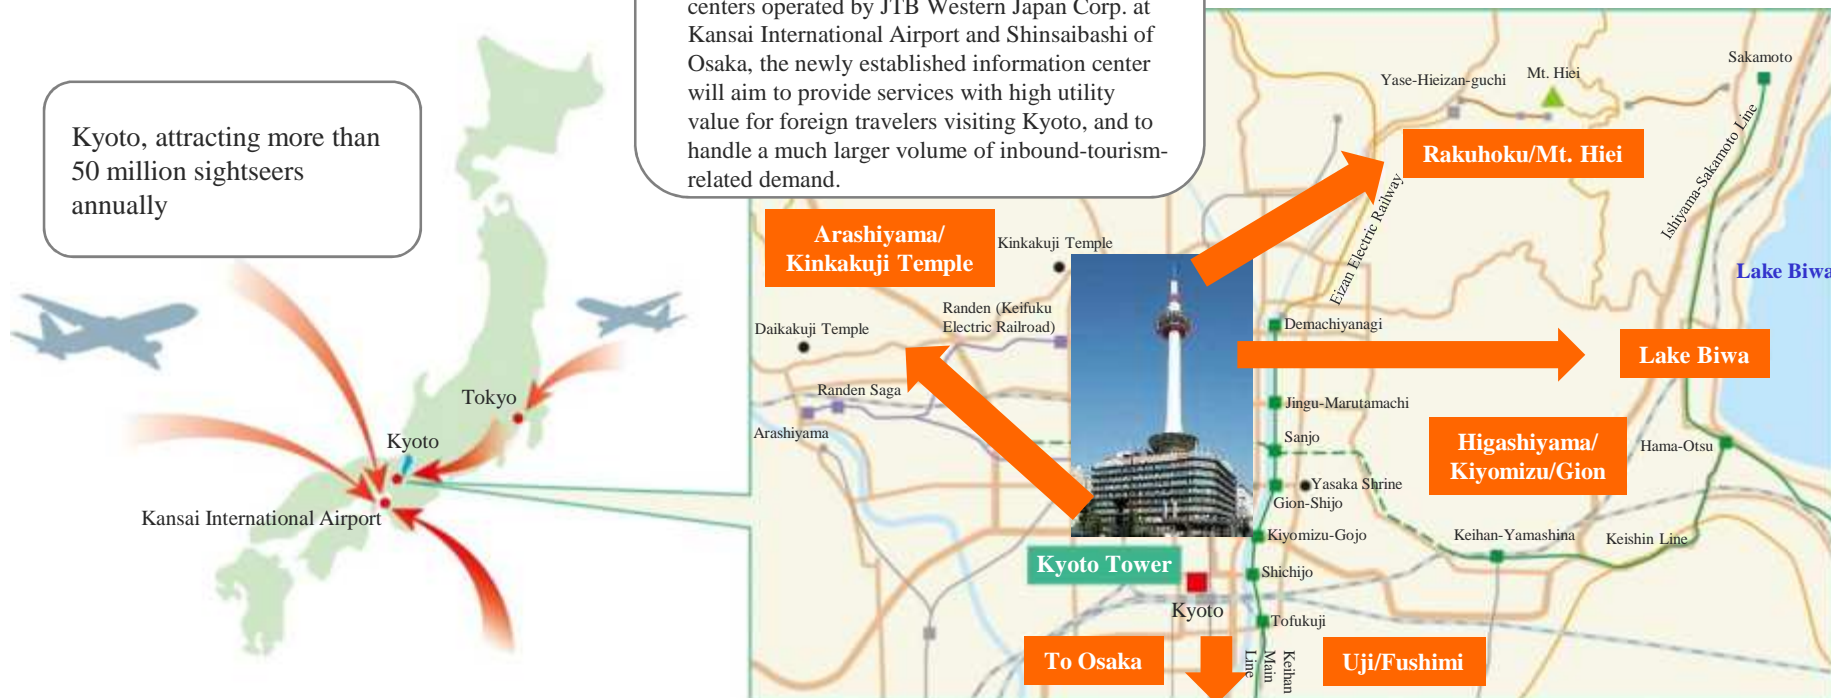 centers operated by JTB Western Japan Corp. at
Kansai International Airport and Shinsaibashi of
Osaka, the newly established information center
will aim to provide services with high utility
value for foreign travelers visiting Kyoto, and to
handle a much larger volume of inbound-tourism-
related demand.
Kyoto, attracting more than
50 million sightseers
annually
Tokyo
Kyoto
Kansai International Airport
Sakamoto
Yase-Hieizan-guchi
Mt. Hiei
Rakuhoku/Mt. Hiei
Ishiyama-Sakamoto Line
Eizan Electric Railway
Arashiyama/
Kinkakuji Temple
Kinkakuji Temple
Lake Biwa
Randen (Keifuku
Electric Railroad)
Daikakuji Temple
Demachiyanagi
Lake Biwa
Randen Saga
Jingu-Marutamachi
Arashiyama
Sanjo
Higashiyama/
Kiyomizu/Gion
Hama-Otsu
Yasaka Shrine
Gion-Shijo
Kiyomizu-Gojo
Keihan-Yamashina
Keishin Line
Kyoto Tower
Shichijo
Kyoto
Tofukuji
To Osaka
Keihan
Main
Line
Uji/Fushimi